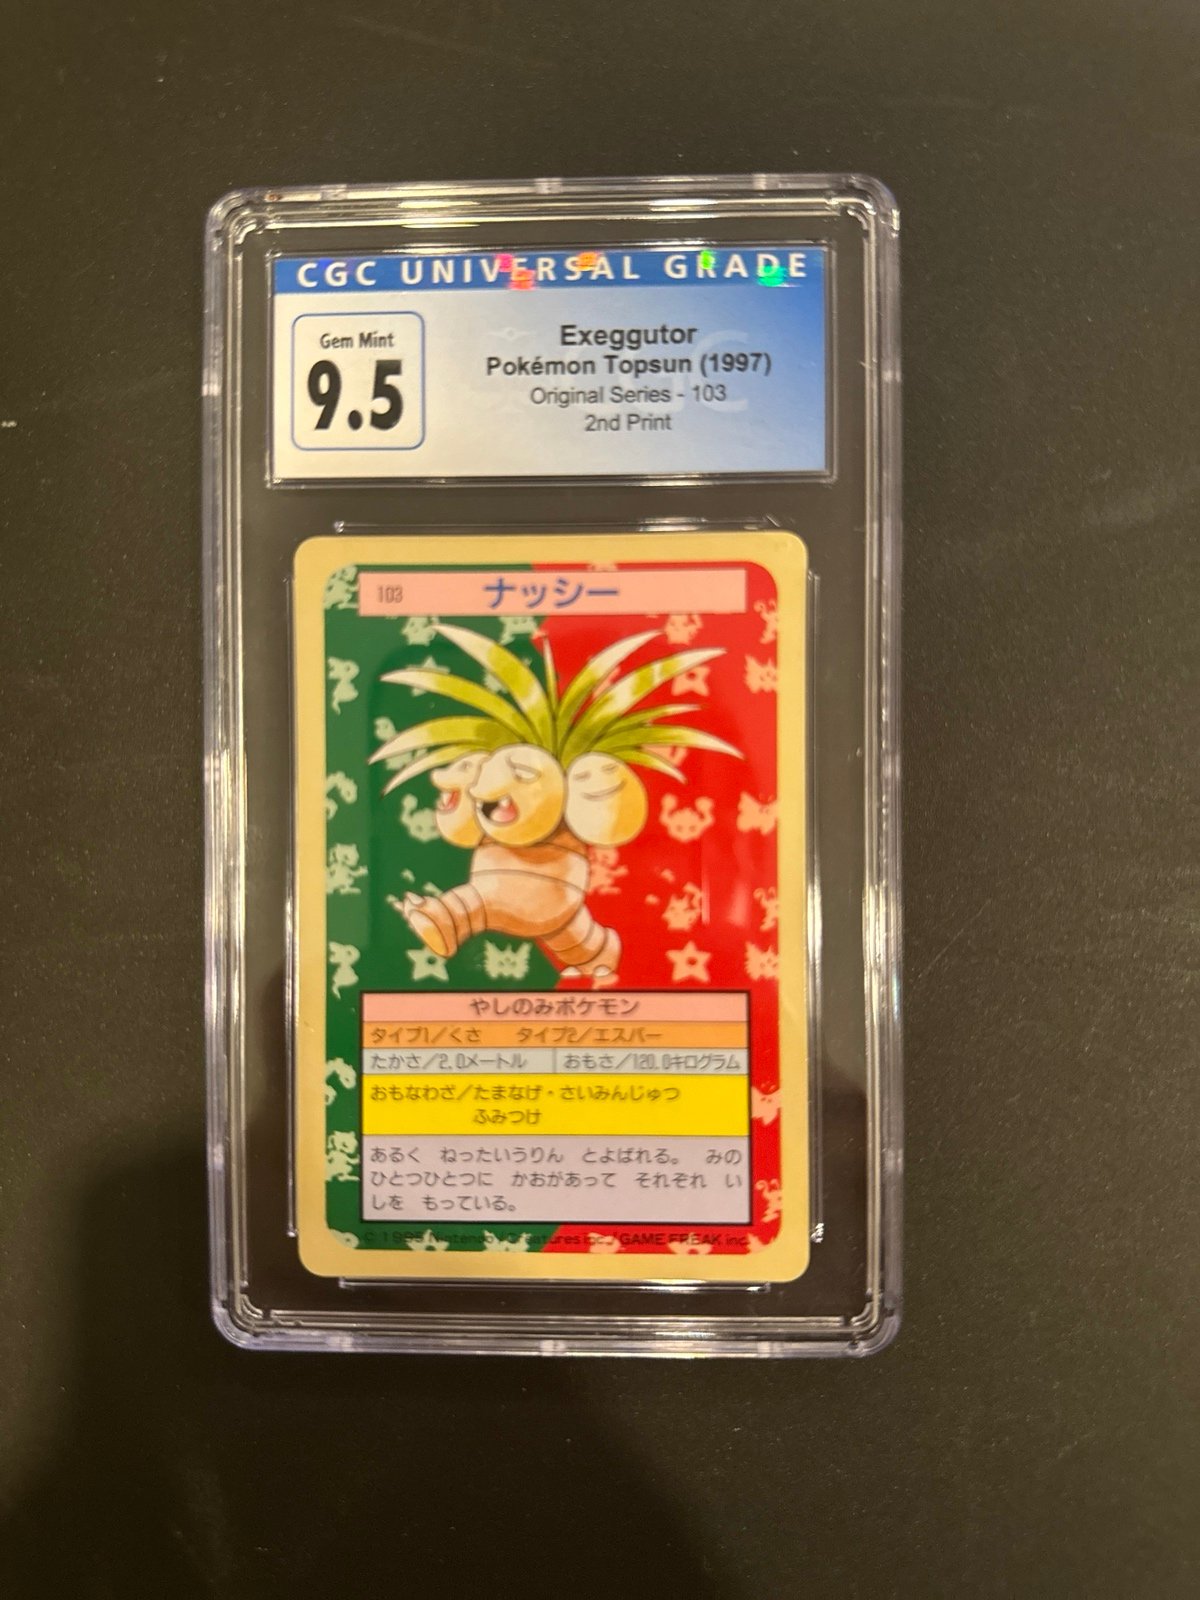 CGC UNIVERSAL GRADE
Gem Mint
9.5
Exeggutor
Pokémon Topsun (1997)
Original Series - 103
2nd Print
103 ナッシー
やしのみポケモン
タイプ1/くさ タイプ2/エスパー
たかさ/2.0メートル おもさ/120.0キログラム
おもなわざ/たまなげ・さいみんじゅつ
ふみつけ
あるく ねったいうりん とよばれる。 みの
ひとつひとつに かおがあって それぞれ い
しを もっている。
© 1995 Nintendo/Creatures inc./GAME FREAK inc.